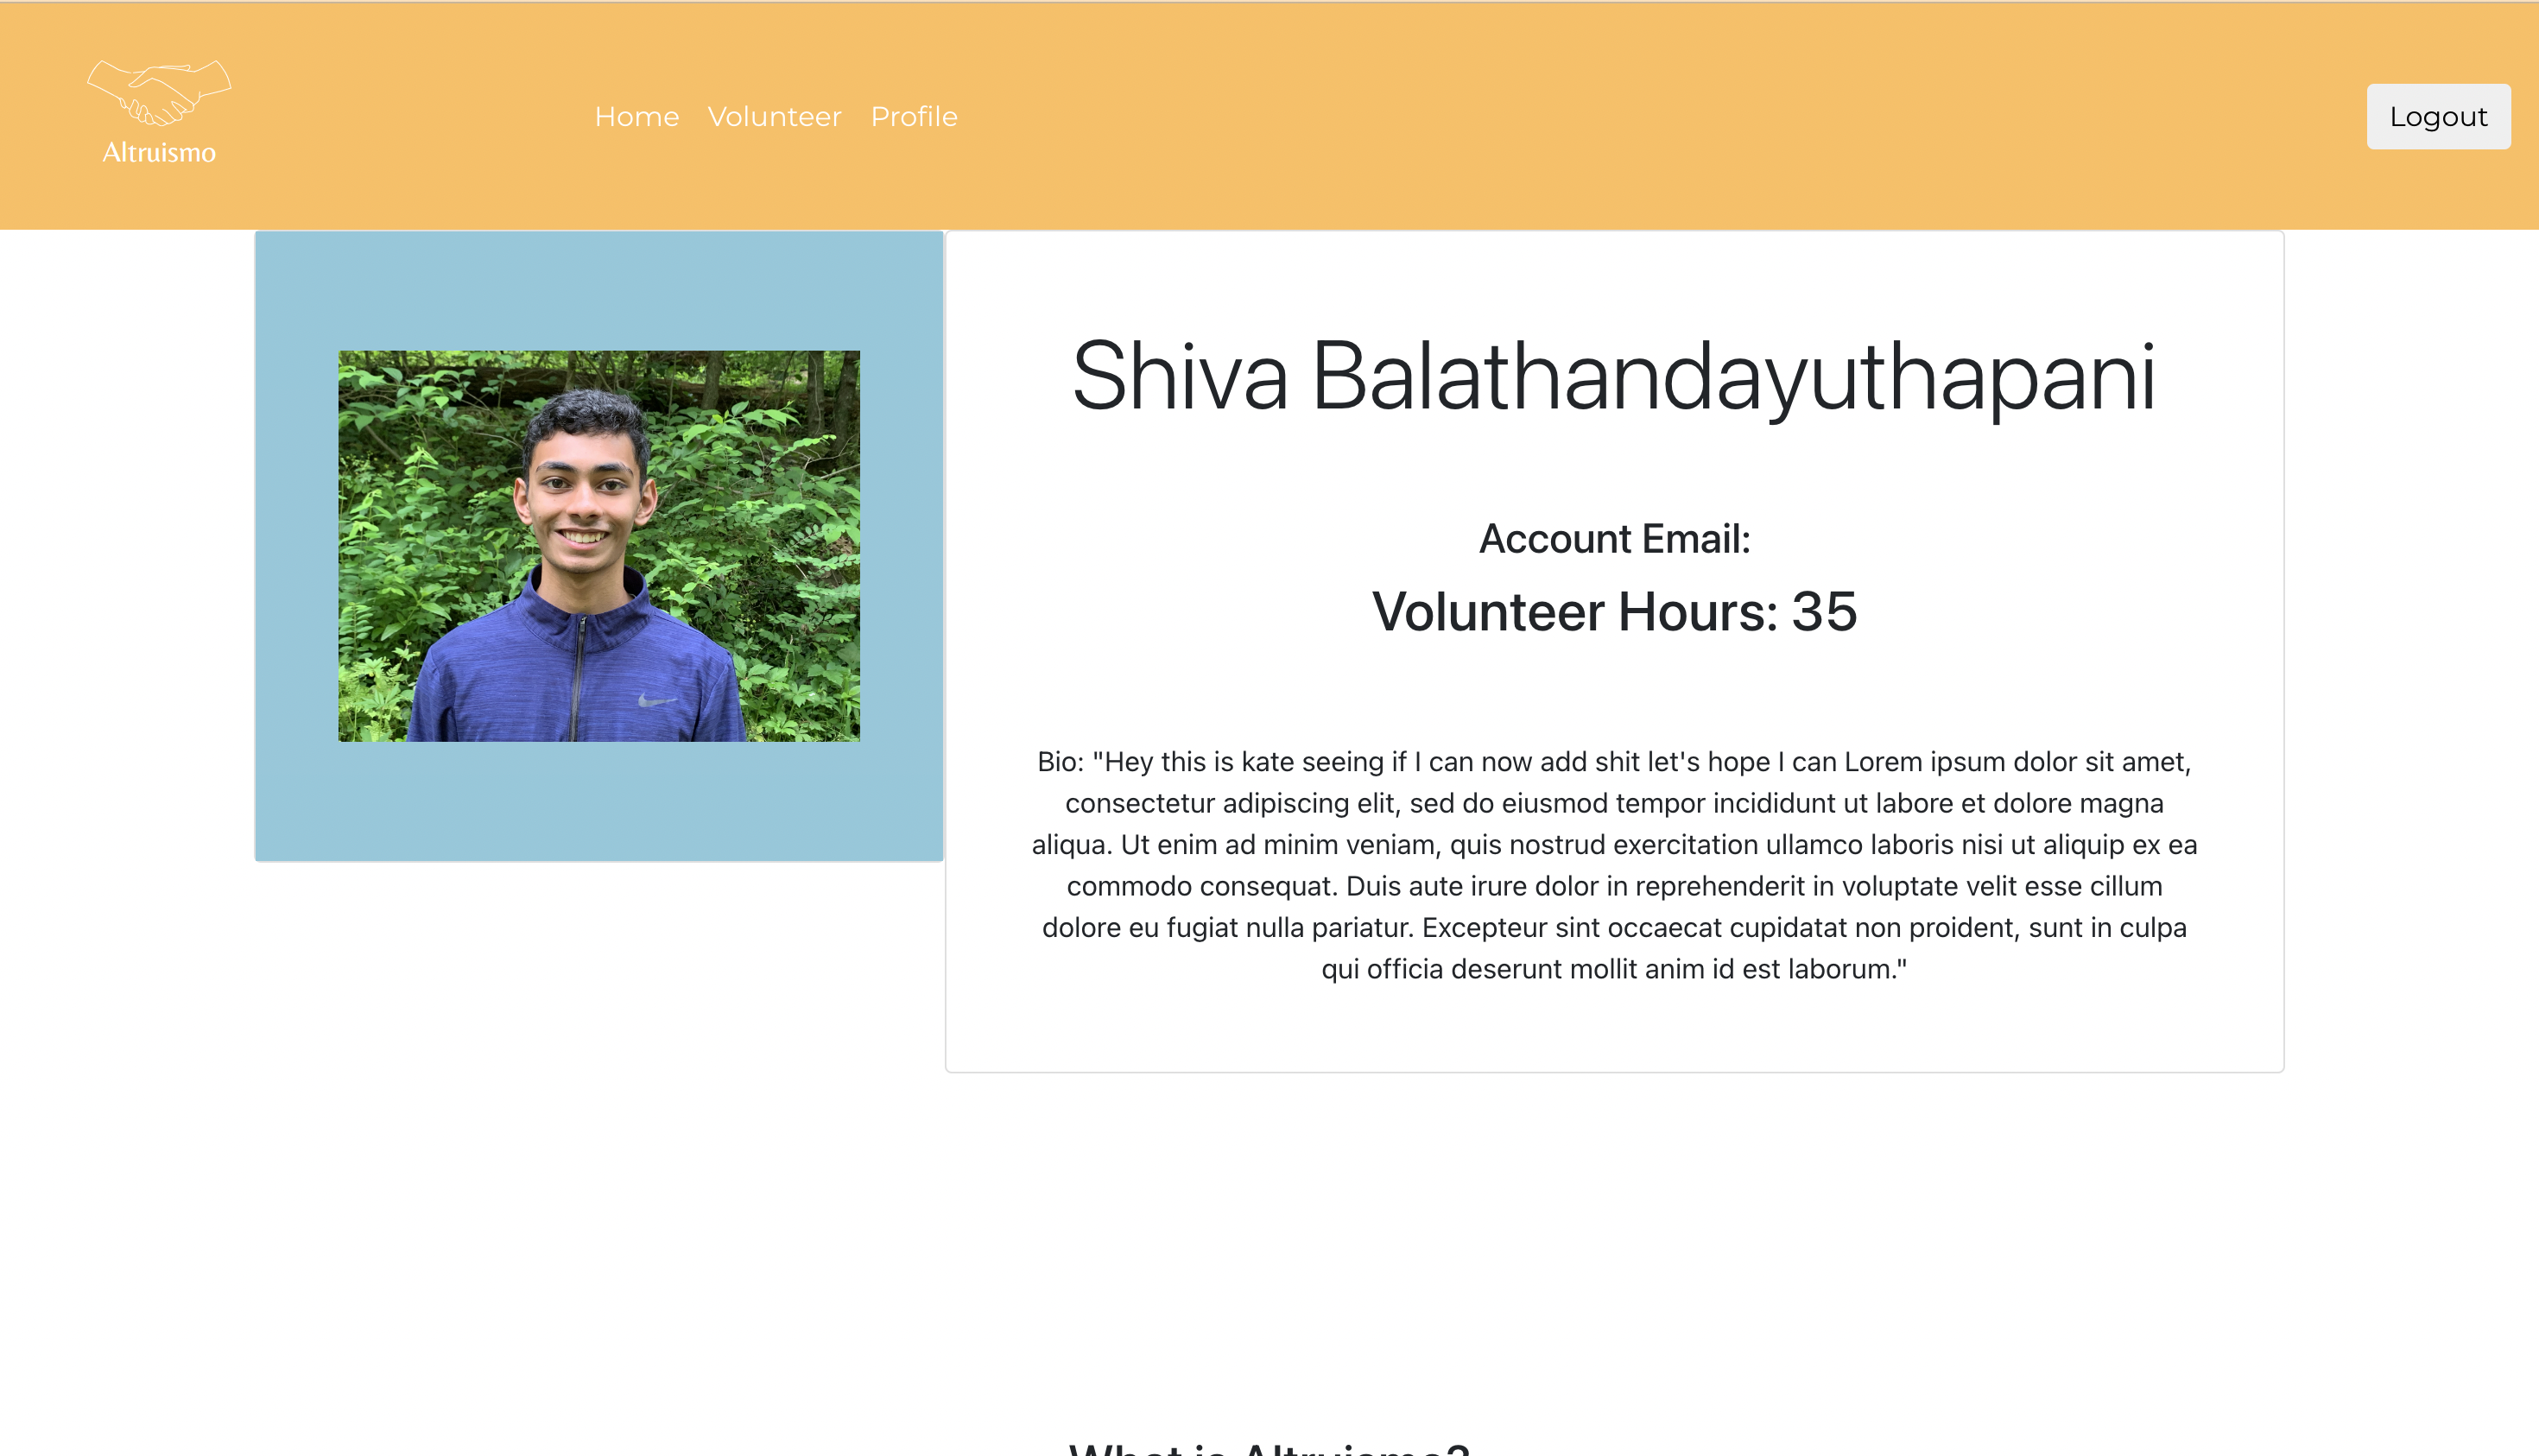 Altruismo
Home Volunteer Profile
Logout
Shiva Balathandayuthapani
Account Email:
Volunteer Hours: 35
Bio: "Hey this is kate seeing if I can now add shit let's hope I can Lorem ipsum dolor sit amet,
consectetur adipiscing elit, sed do eiusmod tempor incididunt ut labore et dolore magna
aliqua. Ut enim ad minim veniam, quis nostrud exercitation ullamco laboris nisi ut aliquip ex ea
commodo consequat. Duis aute irure dolor in reprehenderit in voluptate velit esse cillum
dolore eu fugiat nulla pariatur. Excepteur sint occaecat cupidatat non proident, sunt in culpa
qui officia deserunt mollit anim id est laborum."
What is Altruismo?